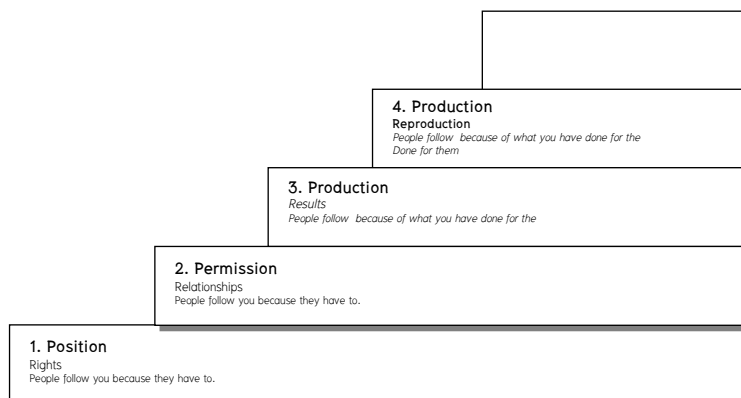 4. Production
Reproduction
People follow because of what you have done for the
Done for them
3. Production
Results
People follow because of what you have done for the
2. Permission
Relationships
People follow you because they have to.
1. Position
Rights
People follow you because they have to.